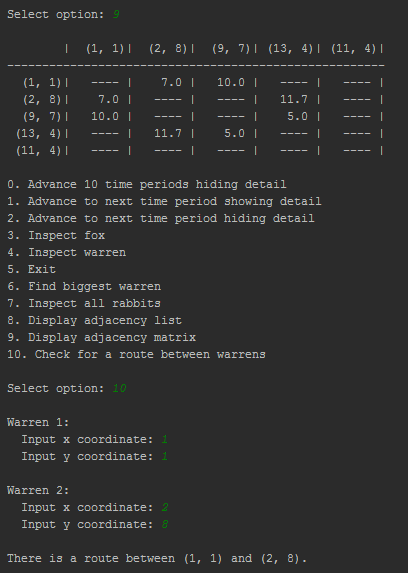 Select option: 9
| (1, 1)| (2, 8)| (9, 7)| (13, 4)| (11, 4)|
----------------------------------------------------------------
(1, 1)| ---- | 7.0 | 10.0 | ---- | ---- |
(2, 8)| 7.0 | ---- | ---- | 11.7 | ---- |
(9, 7)| 10.0 | ---- | ---- | 5.0 | ---- |
(13, 4)| ---- | 11.7 | 5.0 | ---- | ---- |
(11, 4)| ---- | ---- | ---- | ---- | ---- |
0. Advance 10 time periods hiding detail
1. Advance to next time period showing detail
2. Advance to next time period hiding detail
3. Inspect fox
4. Inspect warren
5. Exit
6. Find biggest warren
7. Inspect all rabbits
8. Display adjacency list
9. Display adjacency matrix
10. Check for a route between warrens
Select option: 10
Warren 1:
Input x coordinate: 1
Input y coordinate: 1
Warren 2:
Input x coordinate: 2
Input y coordinate: 8
There is a route between (1, 1) and (2, 8).